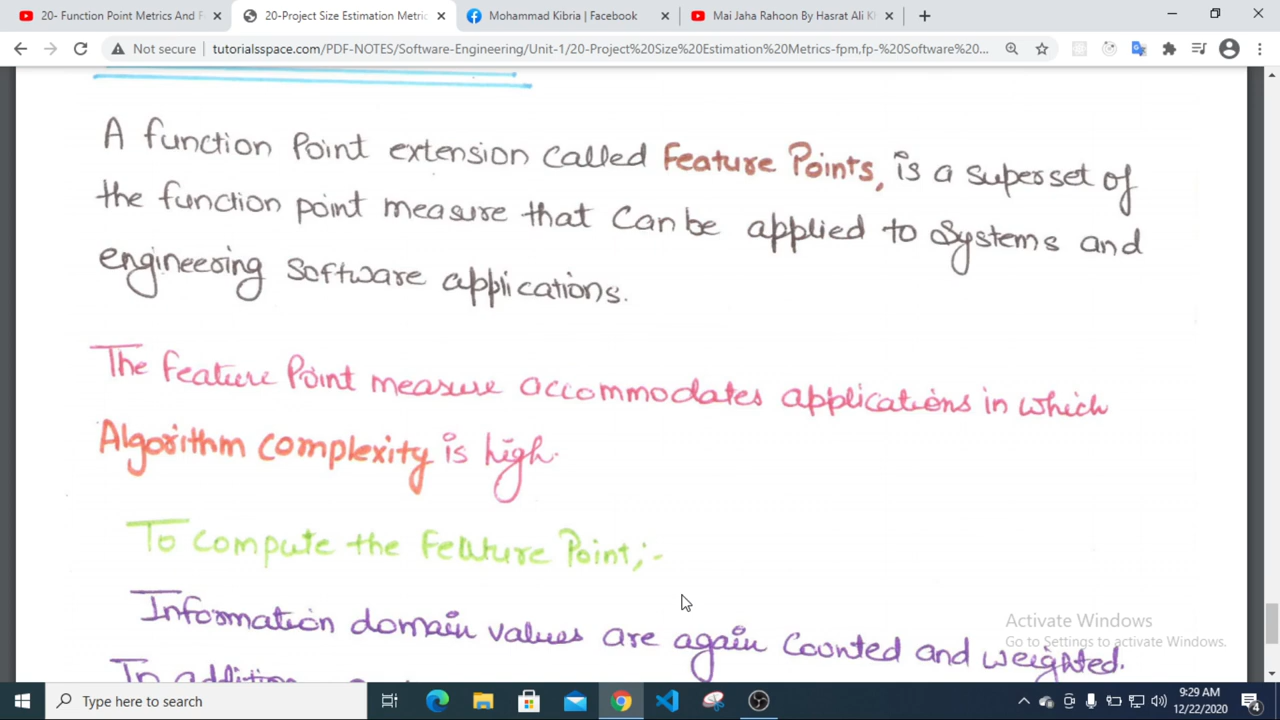 20- Function Point Metrics And F
20-Project Size Estimation Metric
Mohammad Kibria | Facebook
Mai Jaha Rahoon By Hasrat Ali Kh
Not secure
tutorialsspace.com/PDF-NOTES/Software-Engineering/Unit-1/20-Project%20Size%20Estimation%20Metrics-fpm,fp-%20Software%20...
A function Point extension called Feature Points, is a superset of
the function point measure that can be applied to Systems and
engineering Software applications.
The Feature Point measure accommodates applications in which
Algorithm complexity is high.
To compute the Feature Point;-
Information domain values are again Counted and weighted.
In addition
Activate Windows
Go to Settings to activate Windows.
Type here to search
9:29 AM
12/22/2020
4